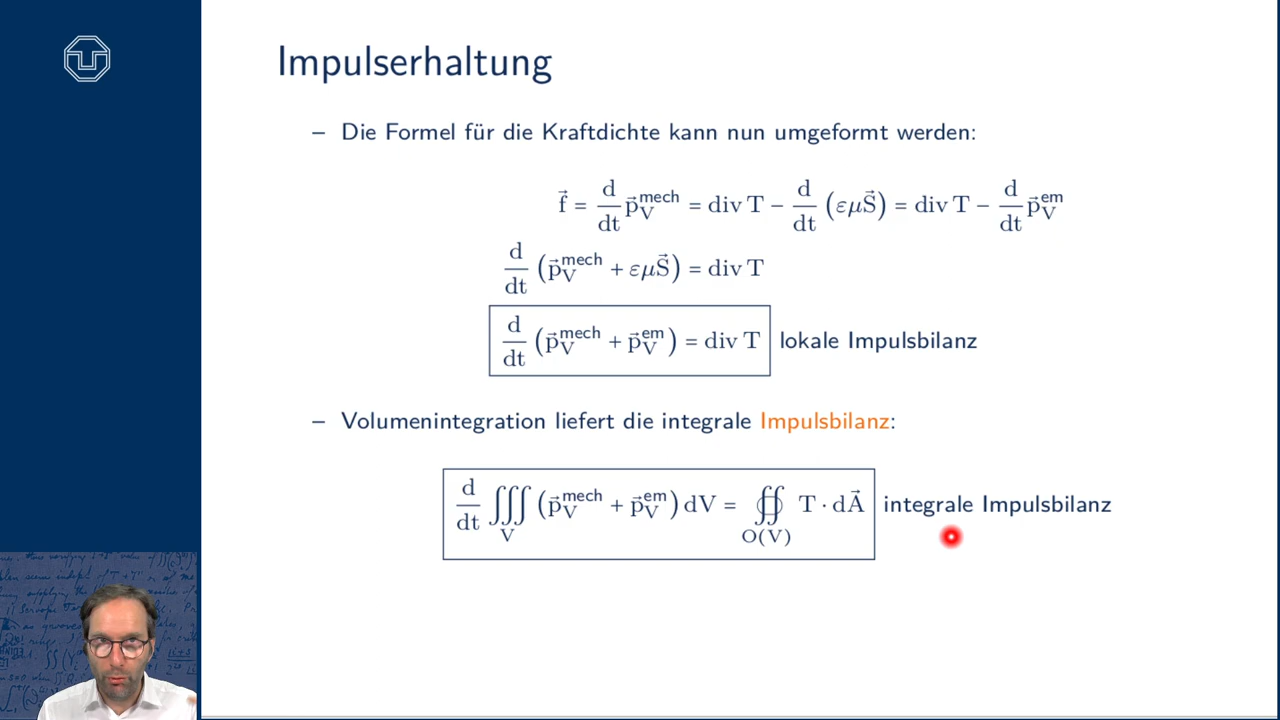 Impulserhaltung
– Die Formel für die Kraftdichte kann nun umgeformt werden:
f⃗ = d/dt p⃗_V^mech = div T − d/dt (εμS⃗) = div T − d/dt p⃗_V^em
d/dt (p⃗_V^mech + εμS⃗) = div T
d/dt (p⃗_V^mech + p⃗_V^em) = div T lokale Impulsbilanz
– Volumenintegration liefert die integrale Impulsbilanz:
d/dt ∭_V (p⃗_V^mech + p⃗_V^em) dV = ∯_O(V) T · dA⃗ integrale Impulsbilanz